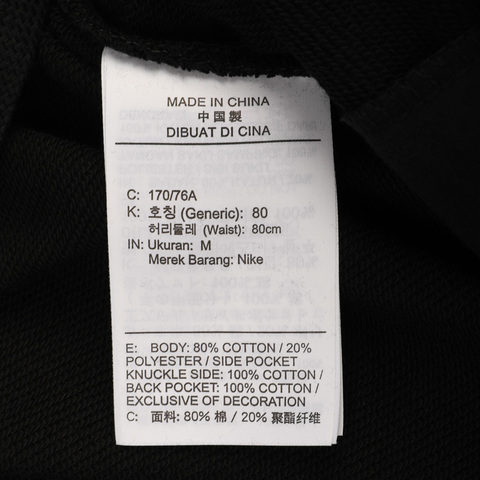 MADE IN CHINA
中国製
DIBUAT DI CINA
C: 170/76A
K: 호칭 (Generic): 80
허리둘레 (Waist): 80cm
IN: Ukuran: M
Merek Barang: Nike
E: BODY: 80% COTTON / 20%
POLYESTER / SIDE POCKET
KNUCKLE SIDE: 100% COTTON /
BACK POCKET: 100% COTTON /
EXCLUSIVE OF DECORATION
C: 面料: 80% 棉 / 20% 聚酯纤维